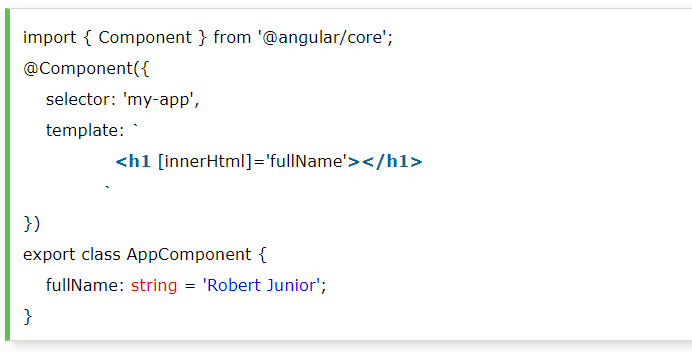 import { Component } from '@angular/core';
@Component({
selector: 'my-app',
template: `
<h1 [innerHtml]='fullName'></h1>
`
})
export class AppComponent {
fullName: string = 'Robert Junior';
}